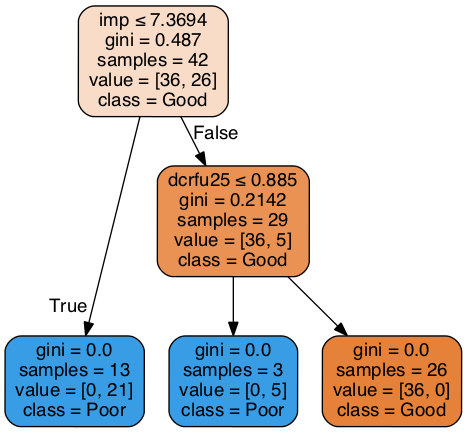 imp ≤ 7.3694
gini = 0.487
samples = 42
value = [36, 26]
class = Good
False
dcrfu25 ≤ 0.885
gini = 0.2142
samples = 29
value = [36, 5]
class = Good
True
gini = 0.0
samples = 13
value = [0, 21]
class = Poor
gini = 0.0
samples = 3
value = [0, 5]
class = Poor
gini = 0.0
samples = 26
value = [36, 0]
class = Good